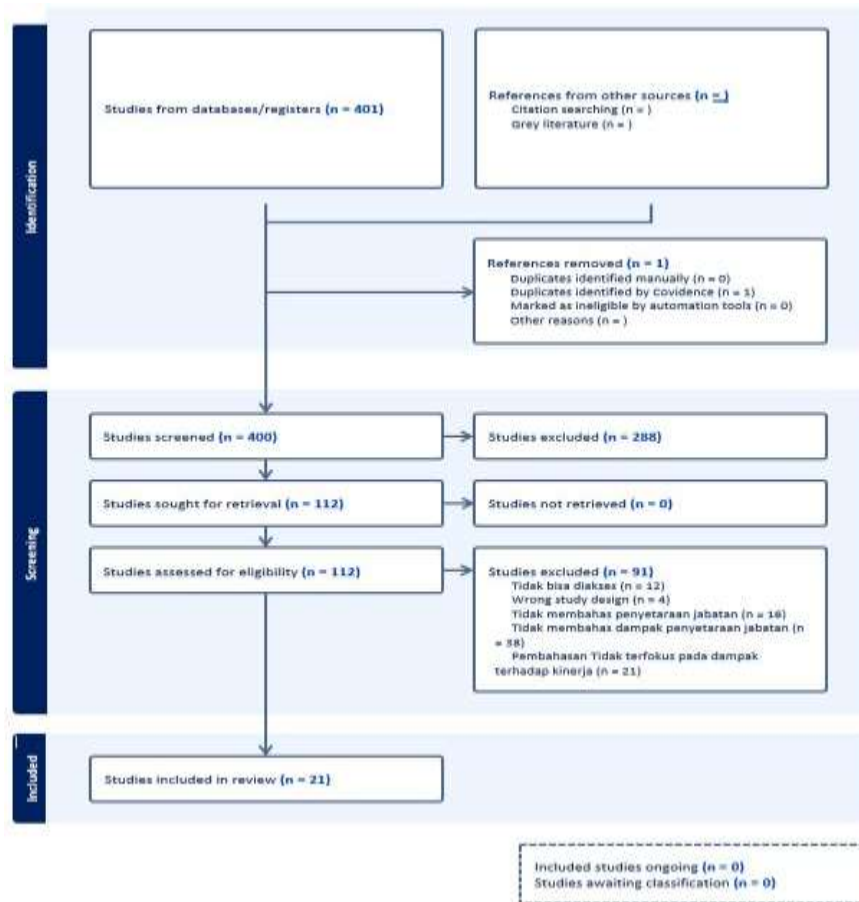 Identification
Studies from databases/registers (n = 401)
References from other sources (n = )
Citation searching (n = )
Grey literature (n = )
References removed (n = 1)
Duplicates identified manually (n = 0)
Duplicates identified by Covidence (n = 1)
Marked as ineligible by automation tools (n = 0)
Other reasons (n = )
Screening
Studies screened (n = 400)
Studies excluded (n = 288)
Studies sought for retrieval (n = 112)
Studies not retrieved (n = 0)
Studies assessed for eligibility (n = 112)
Studies excluded (n = 91)
Tidak bisa diakses (n = 12)
Wrong study design (n = 4)
Tidak membahas penyetaraan jabatan (n = 16)
Tidak membahas dampak penyetaraan jabatan (n
= 38)
Pembahasan Tidak terfokus pada dampak
terhadap kinerja (n = 21)
Included
Studies included in review (n = 21)
Included studies ongoing (n = 0)
Studies awaiting classification (n = 0)